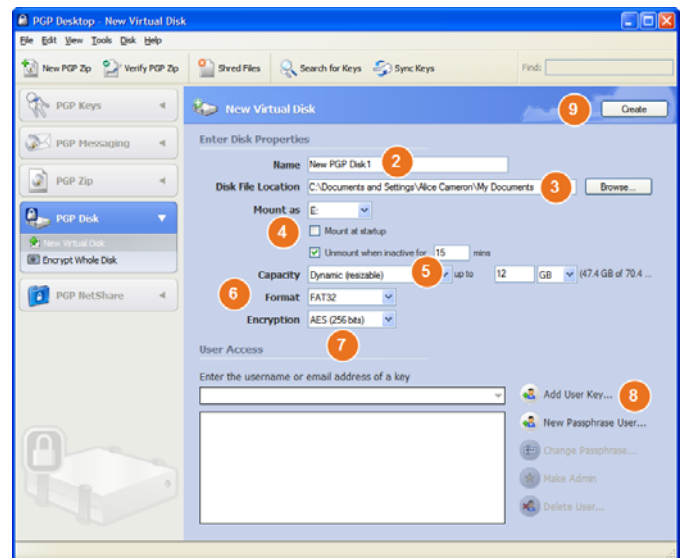 PGP Desktop - New Virtual Disk
File Edit View Tools Disk Help
New PGP Zip Verify PGP Zip Shred Files Search for Keys Sync Keys Find:
PGP Keys
PGP Messaging
PGP Zip
PGP Disk
New Virtual Disk
Encrypt Whole Disk
PGP NetShare
New Virtual Disk
9
Create
Enter Disk Properties
Name New PGP Disk1 2
Disk File Location C:\Documents and Settings\Alice Cameron\My Documents 3 Browse...
Mount as E:
4 Mount at startup
Unmount when inactive for 15 mins
Capacity Dynamic (resizable) 5 up to 12 GB (47.4 GB of 70.4 ...
6 Format FAT32
Encryption AES (256 bits)
7
User Access
Enter the username or email address of a key
Add User Key... 8
New Passphrase User...
Change Passphrase...
Make Admin
Delete User...